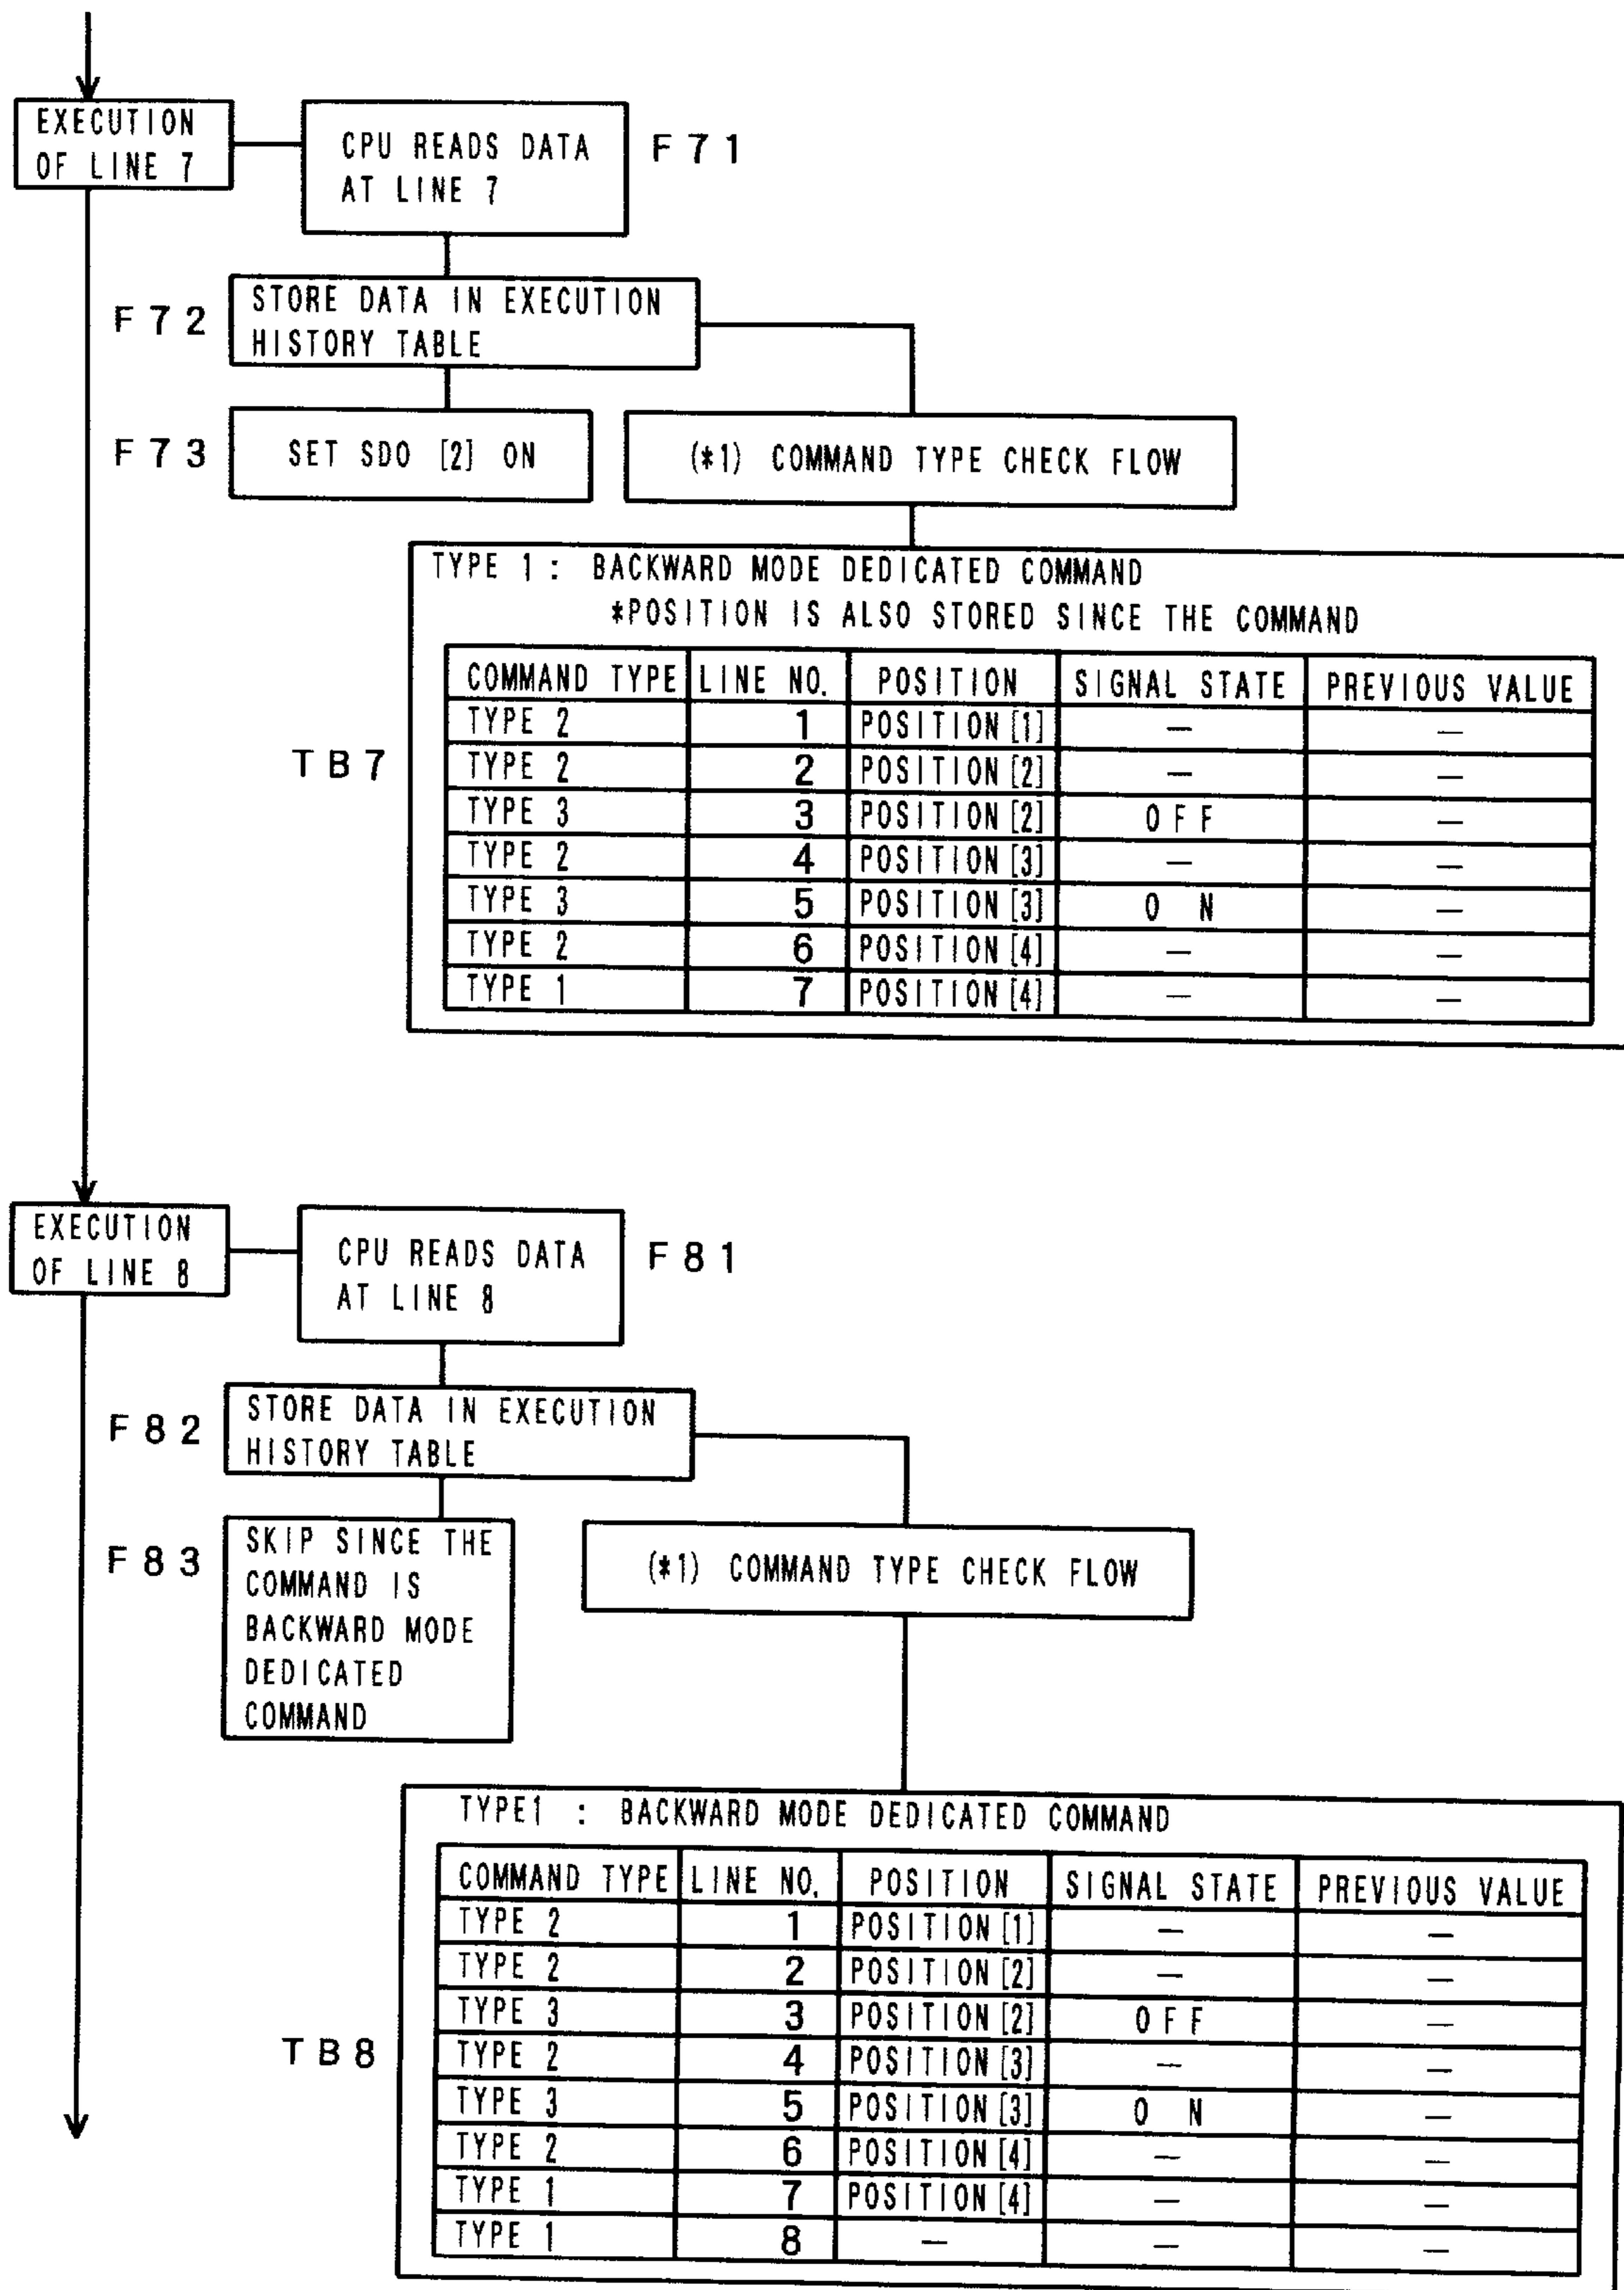 EXECUTION
OF LINE 7
CPU READS DATA
AT LINE 7
F71
F72
STORE DATA IN EXECUTION
HISTORY TABLE
F73
SET SDO [2] ON
(*1) COMMAND TYPE CHECK FLOW
TYPE 1: BACKWARD MODE DEDICATED COMMAND
*POSITION IS ALSO STORED SINCE THE COMMAND
TB7
COMMAND TYPE LINE NO. POSITION SIGNAL STATE PREVIOUS VALUE
TYPE 2 1 POSITION [1] — —
TYPE 2 2 POSITION [2] — —
TYPE 3 3 POSITION [2] OFF —
TYPE 2 4 POSITION [3] — —
TYPE 3 5 POSITION [3] ON —
TYPE 2 6 POSITION [4] — —
TYPE 1 7 POSITION [4] — —
EXECUTION
OF LINE 8
CPU READS DATA
AT LINE 8
F81
F82
STORE DATA IN EXECUTION
HISTORY TABLE
F83
SKIP SINCE THE
COMMAND IS
BACKWARD MODE
DEDICATED
COMMAND
(*1) COMMAND TYPE CHECK FLOW
TYPE1 : BACKWARD MODE DEDICATED COMMAND
TB8
COMMAND TYPE LINE NO. POSITION SIGNAL STATE PREVIOUS VALUE
TYPE 2 1 POSITION [1] — —
TYPE 2 2 POSITION [2] — —
TYPE 3 3 POSITION [2] OFF —
TYPE 2 4 POSITION [3] — —
TYPE 3 5 POSITION [3] ON —
TYPE 2 6 POSITION [4] — —
TYPE 1 7 POSITION [4] — —
TYPE 1 8 — — —